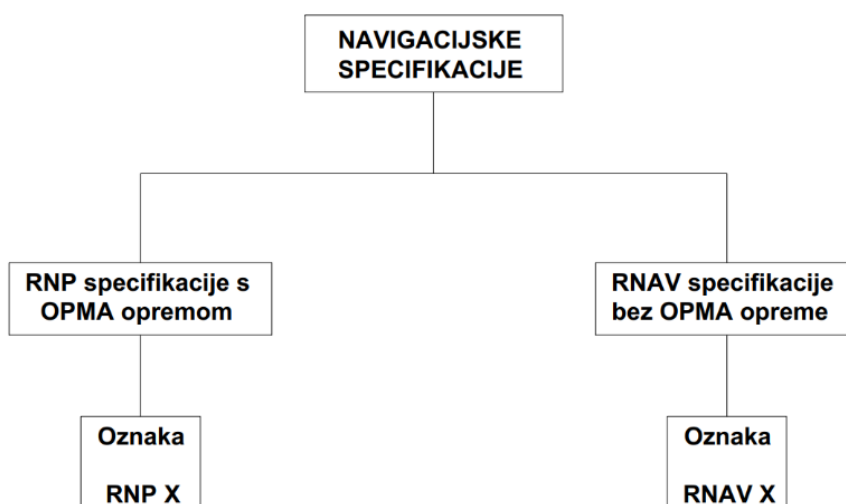 NAVIGACIJSKE
SPECIFIKACIJE
RNP specifikacije s
OPMA opremom
RNAV specifikacije
bez OPMA opreme
Oznaka
RNP X
Oznaka
RNAV X